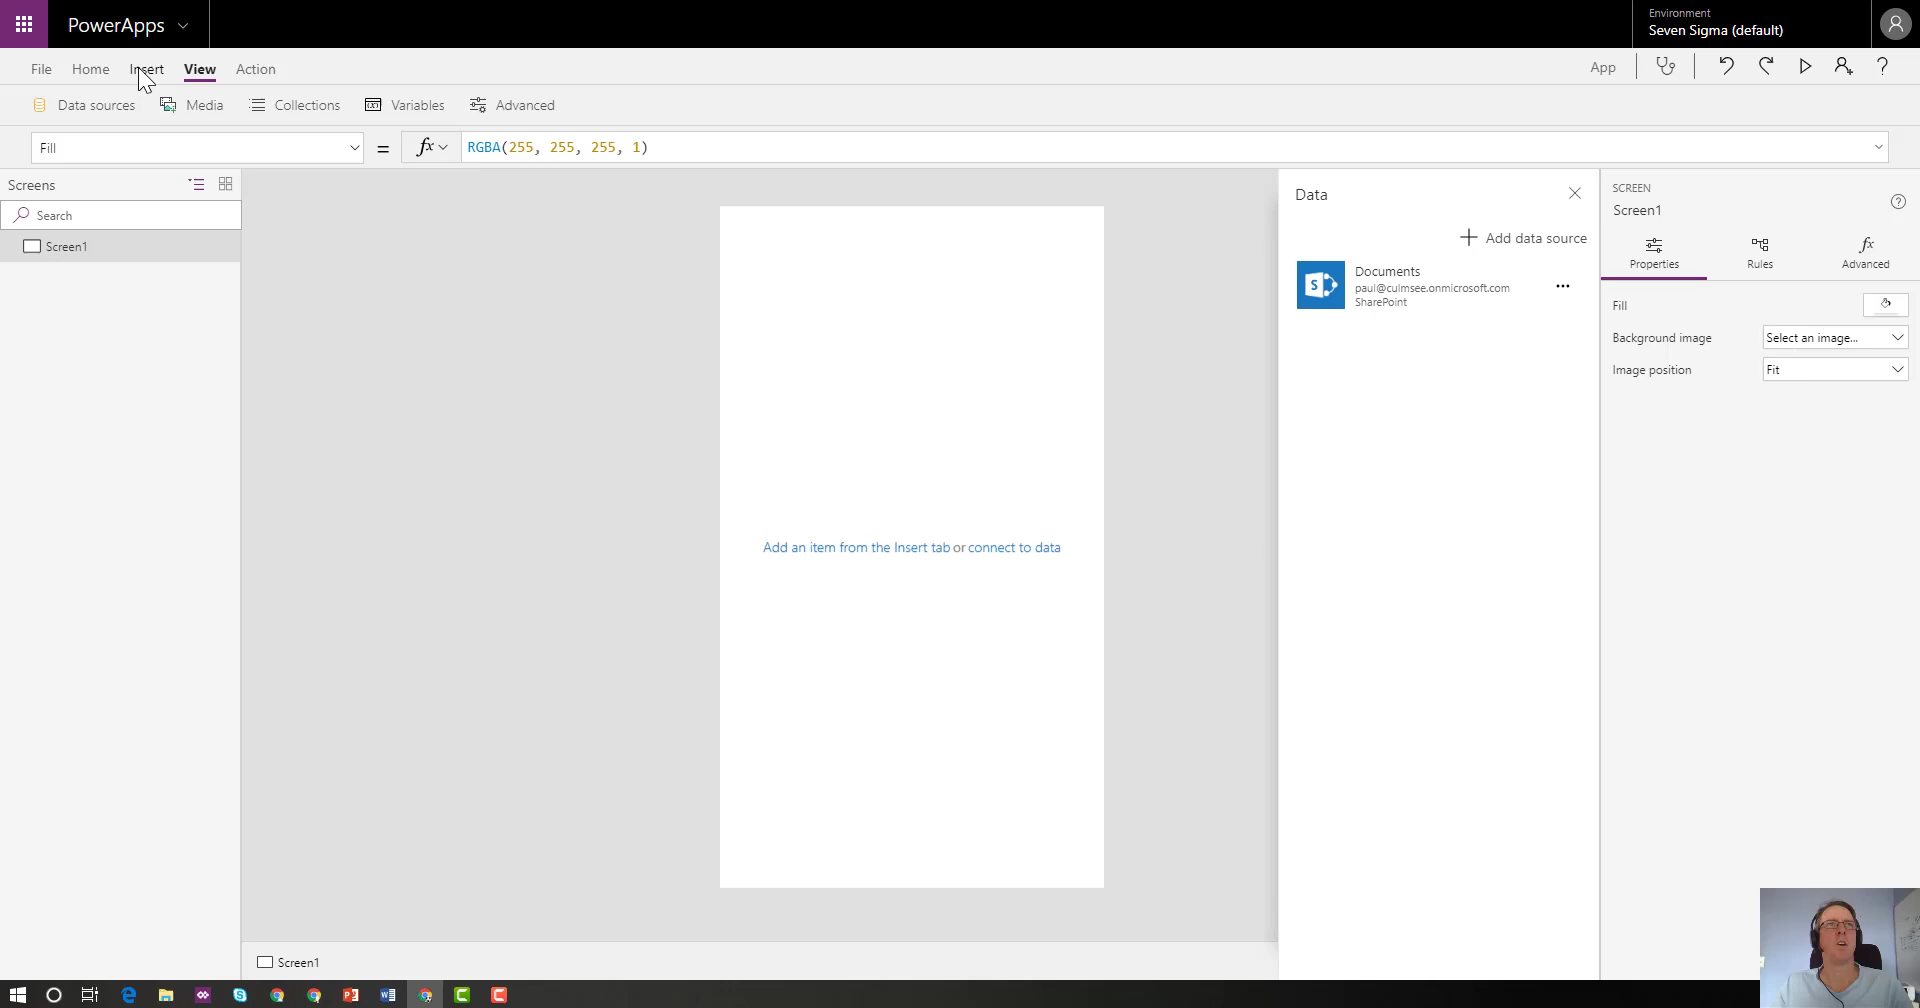 PowerApps
Environment
Seven Sigma (default)
File Home Insert View Action
App
Data sources Media Collections Variables Advanced
Fill = fx RGBA(255, 255, 255, 1)
Screens
Search
Screen1
Add an item from the Insert tab or connect to data
Data
Add data source
Documents
paul@culmsee.onmicrosoft.com
SharePoint
SCREEN
Screen1
Properties Rules Advanced
Fill
Background image Select an image...
Image position Fit
Screen1